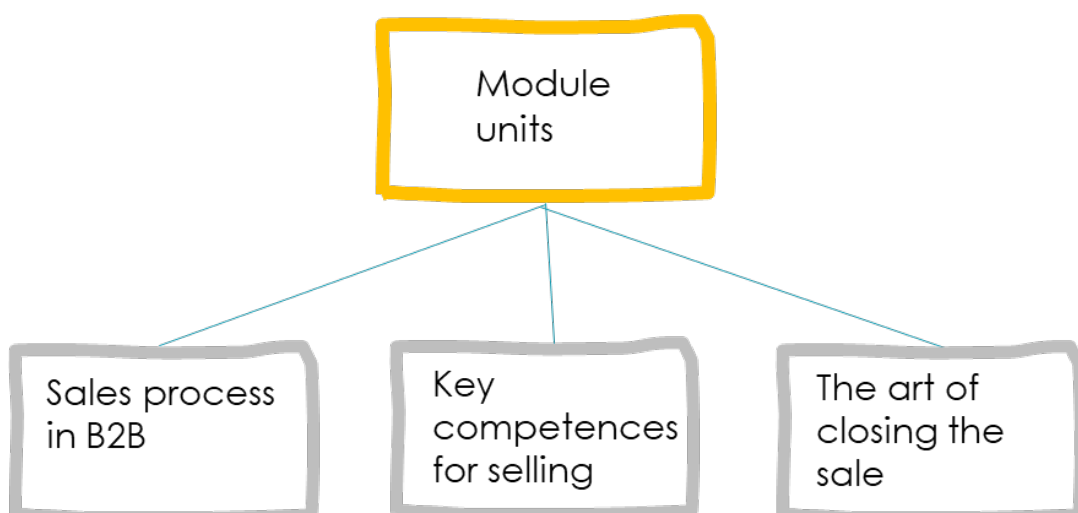 Module
units
Sales process
in B2B
Key
competences
for selling
The art of
closing the
sale